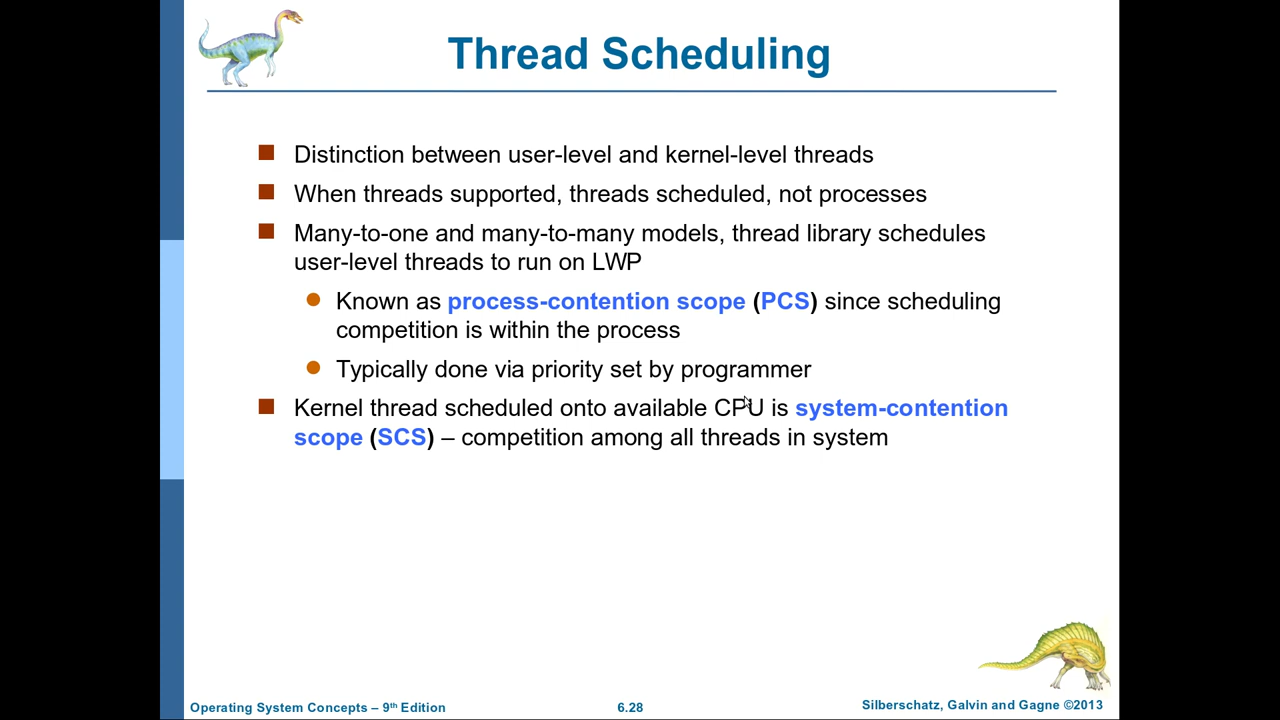 Thread Scheduling
Distinction between user-level and kernel-level threads
When threads supported, threads scheduled, not processes
Many-to-one and many-to-many models, thread library schedules
user-level threads to run on LWP
Known as process-contention scope (PCS) since scheduling
competition is within the process
Typically done via priority set by programmer
Kernel thread scheduled onto available CPU is system-contention
scope (SCS) – competition among all threads in system
Operating System Concepts – 9th Edition
6.28
Silberschatz, Galvin and Gagne ©2013